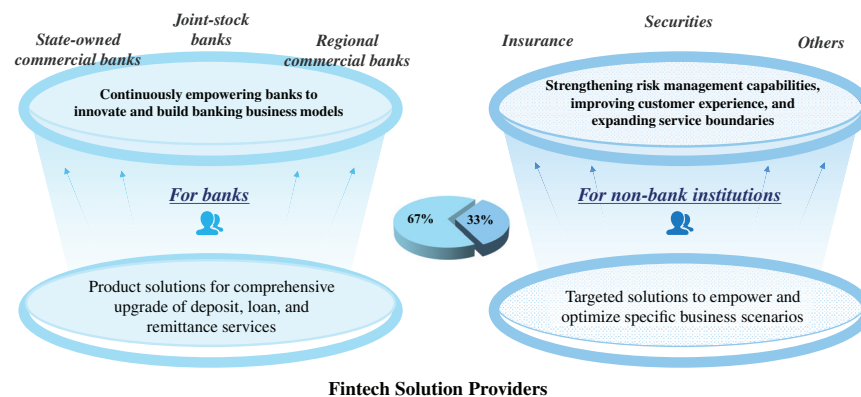 State-owned
commercial banks
Joint-stock
banks
Regional
commercial banks
Continuously empowering banks to
innovate and build banking business models
For banks
Product solutions for comprehensive
upgrade of deposit, loan, and
remittance services
67%
33%
Insurance
Securities
Others
Strengthening risk management capabilities,
improving customer experience, and
expanding service boundaries
For non-bank institutions
Targeted solutions to empower and
optimize specific business scenarios
Fintech Solution Providers